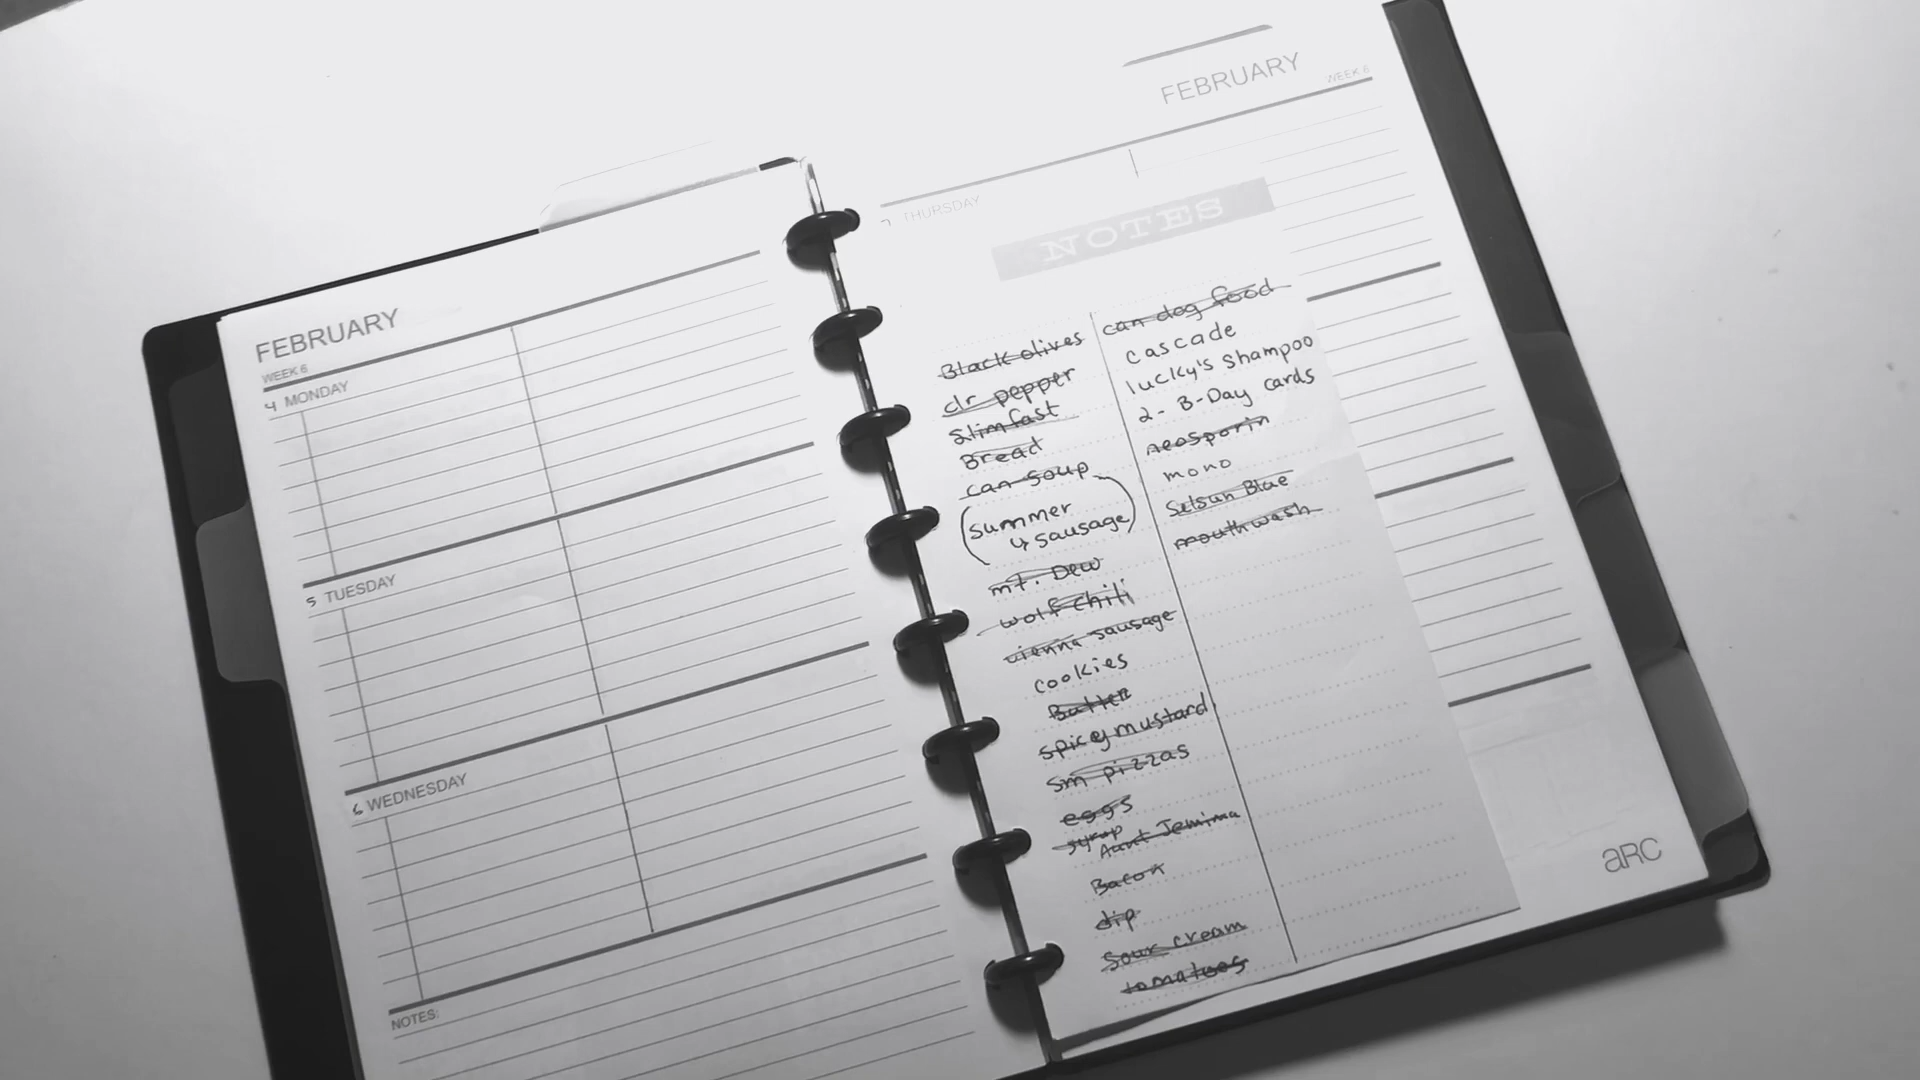 FEBRUARY
WEEK 6
4 MONDAY
5 TUESDAY
6 WEDNESDAY
NOTES:
FEBRUARY
WEEK 6
7 THURSDAY
NOTES
Black olives
dr. pepper
Slimfast
Bread
can soup
(summer
↳ sausage)
mt. Dew
wolf chili
vienna sausage
cookies
Butter
spicy mustard
sm pizzas
eggs
syrup
Aunt Jemima
Bacon
dip
sour cream
tomatoes
can dog food
cascade
lucky's shampoo
2- B-Day cards
neosporin
mono
Selsun Blue
mouthwash
aRC